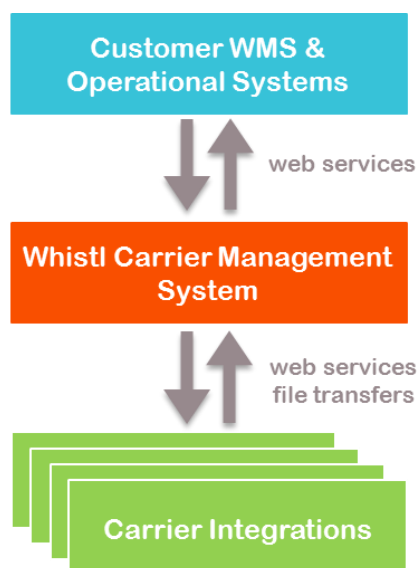 Customer WMS &
Operational Systems
web services
Whistl Carrier Management
System
web services
file transfers
Carrier Integrations